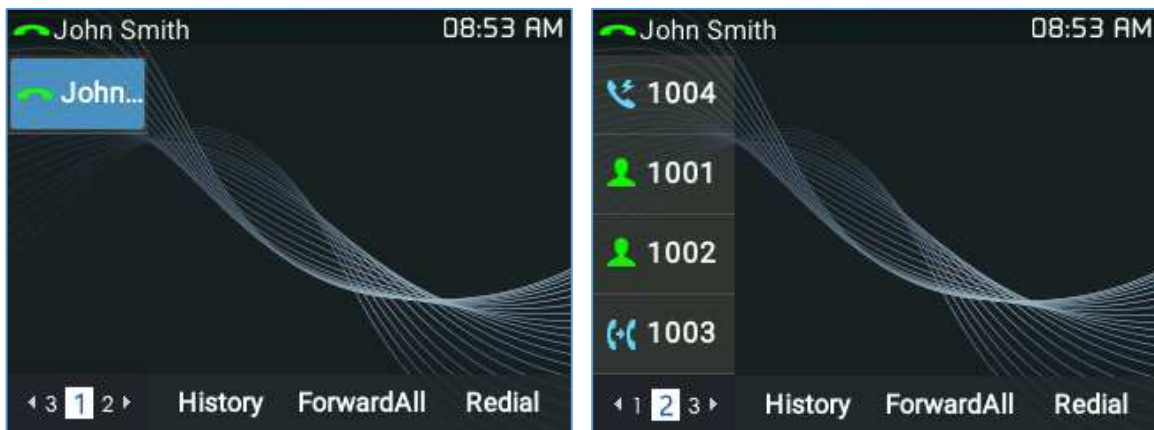 John Smith 08:53 AM
John...
3 1 2 History ForwardAll Redial
John Smith 08:53 AM
1004
1001
1002
1003
1 2 3 History ForwardAll Redial